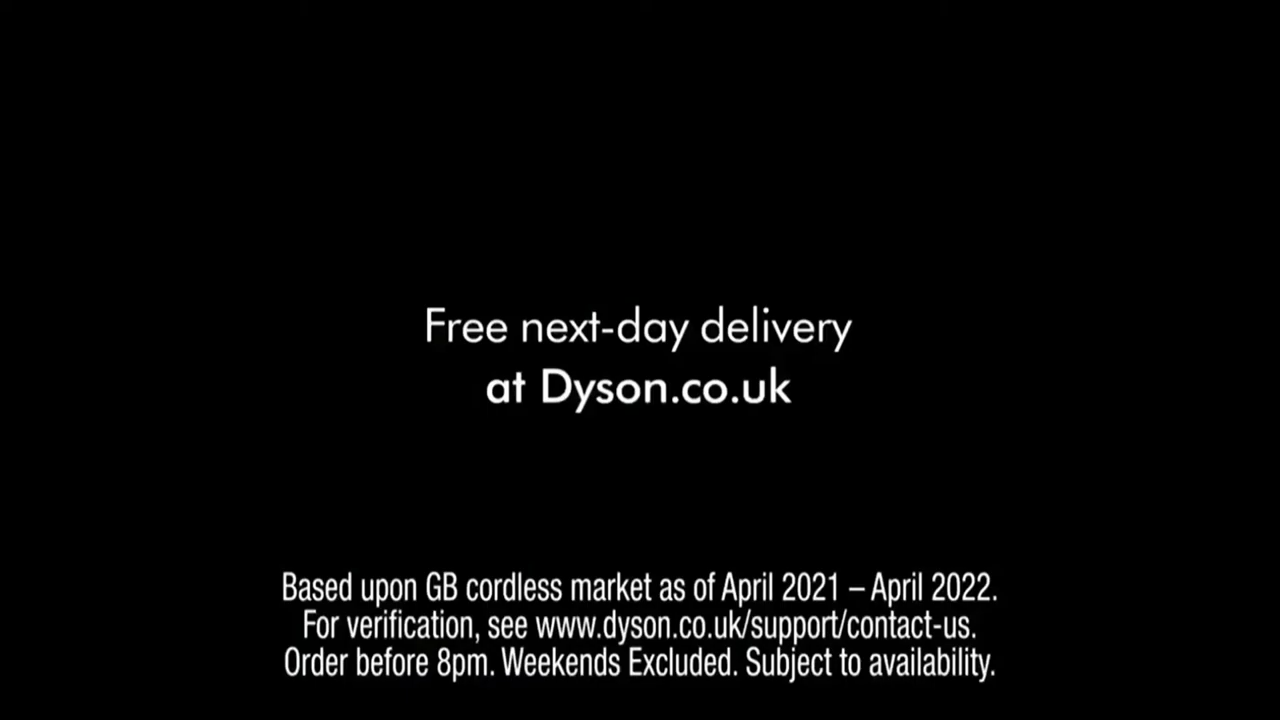 Free next-day delivery
at Dyson.co.uk
Based upon GB cordless market as of April 2021 – April 2022.
For verification, see www.dyson.co.uk/support/contact-us.
Order before 8pm. Weekends Excluded. Subject to availability.